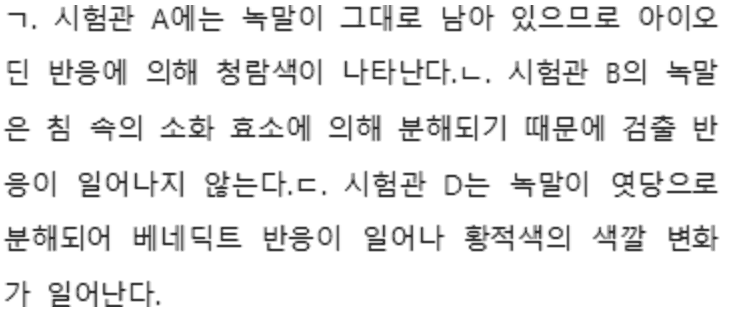 ㄱ. 시험관 A에는 녹말이 그대로 남아 있으므로 아이오
딘 반응에 의해 청람색이 나타난다.ㄴ. 시험관 B의 녹말
은 침 속의 소화 효소에 의해 분해되기 때문에 검출 반
응이 일어나지 않는다.ㄷ. 시험관 D는 녹말이 엿당으로
분해되어 베네딕트 반응이 일어나 황적색의 색깔 변화
가 일어난다.